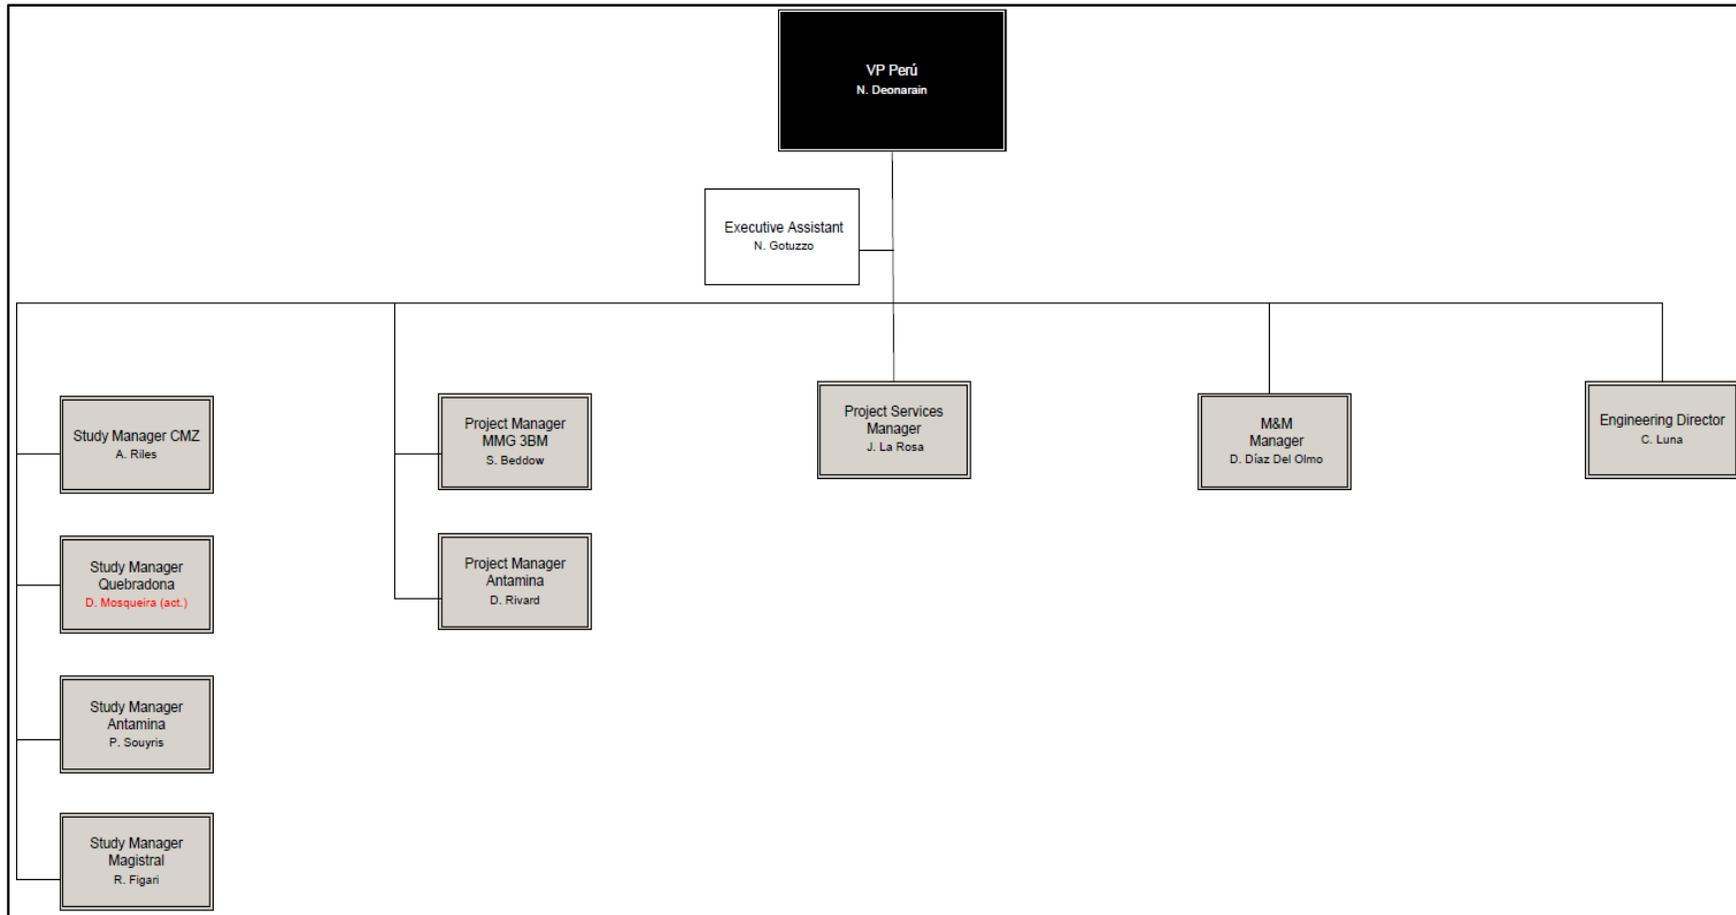 VP Perú
N. Deonarain
Executive Assistant
N. Gotuzzo
Study Manager CMZ
A. Riles
Study Manager
Quebradona
D. Mosqueira (act.)
Study Manager
Antamina
P. Souyris
Study Manager
Magistral
R. Figari
Project Manager
MMG 3BM
S. Beddow
Project Manager
Antamina
D. Rivard
Project Services
Manager
J. La Rosa
M&M
Manager
D. Díaz Del Olmo
Engineering Director
C. Luna